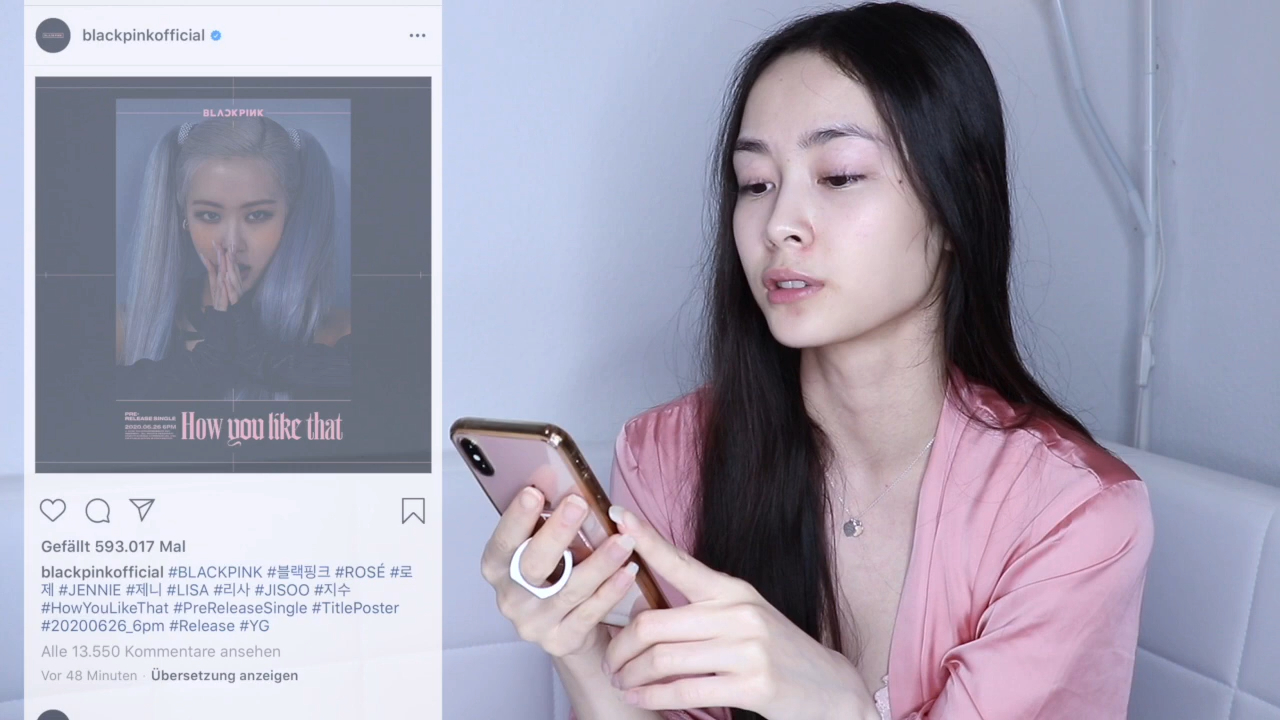 blackpinkofficial
BLACKPINK
PRE-
RELEASE SINGLE
2020.06.26 6PM
How you like that
Gefällt 593.017 Mal
blackpinkofficial #BLACKPINK #블랙핑크 #ROSÉ #로
제 #JENNIE #제니 #LISA #리사 #JISOO #지수
#HowYouLikeThat #PreReleaseSingle #TitlePoster
#20200626_6pm #Release #YG
Alle 13.550 Kommentare ansehen
Vor 48 Minuten · Übersetzung anzeigen